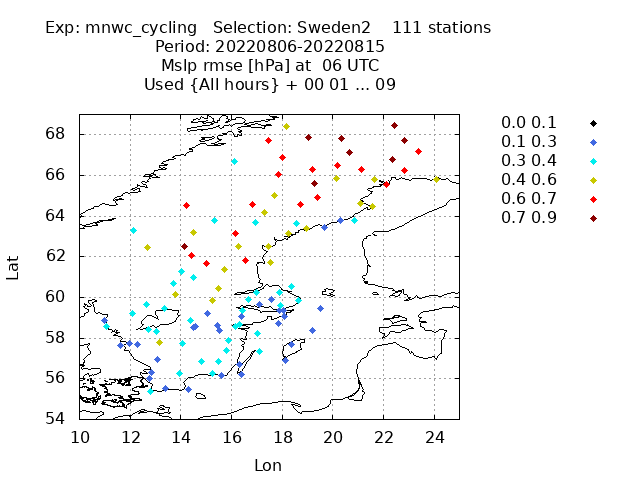 Exp: mnwc_cycling   Selection: Sweden2    111 stations
Period: 20220806-20220815
Mslp rmse [hPa] at  06 UTC
Used {All hours} + 00 01 ... 09
68
66
64
62
60
58
56
54
10 12 14 16 18 20 22 24
Lat
Lon
0.0 0.1
0.1 0.3
0.3 0.4
0.4 0.6
0.6 0.7
0.7 0.9